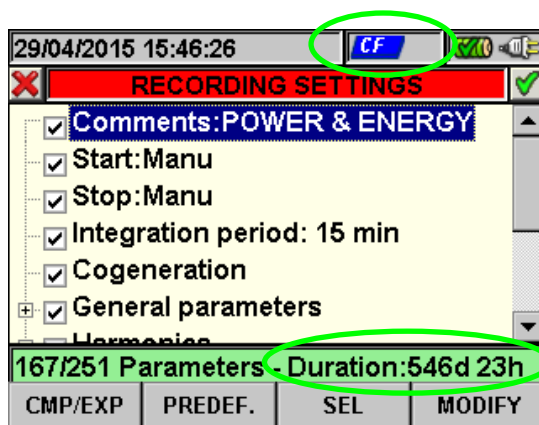 29/04/2015 15:46:26 CF
RECORDING SETTINGS
Comments:POWER & ENERGY
Start:Manu
Stop:Manu
Integration period: 15 min
Cogeneration
General parameters
Harmonics
167/251 Parameters - Duration:546d 23h
CMP/EXP PREDEF. SEL MODIFY